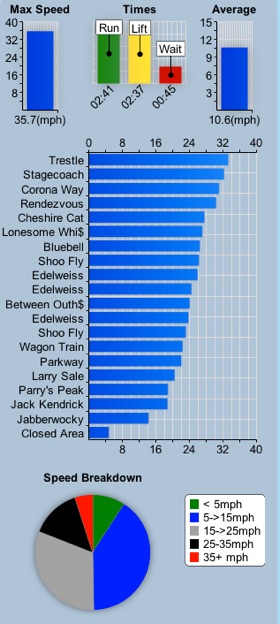 Max Speed
Times
Average
40
32
24
16
8
35.7(mph)
Run
Lift
Wait
02:41
02:37
00:45
15
12
9
6
3
10.6(mph)
0 8 16 24 32 40
Trestle
Stagecoach
Corona Way
Rendezvous
Cheshire Cat
Lonesome Whi$
Bluebell
Shoo Fly
Edelweiss
Edelweiss
Between Outh$
Edelweiss
Shoo Fly
Wagon Train
Parkway
Larry Sale
Parry's Peak
Jack Kendrick
Jabberwocky
Closed Area
8 16 24 32 40
Speed Breakdown
< 5mph
5->15mph
15->25mph
25-35mph
35+ mph